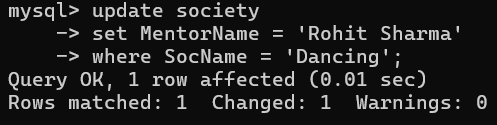 mysql> update society
    -> set MentorName = 'Rohit Sharma'
    -> where SocName = 'Dancing';
Query OK, 1 row affected (0.01 sec)
Rows matched: 1  Changed: 1  Warnings: 0